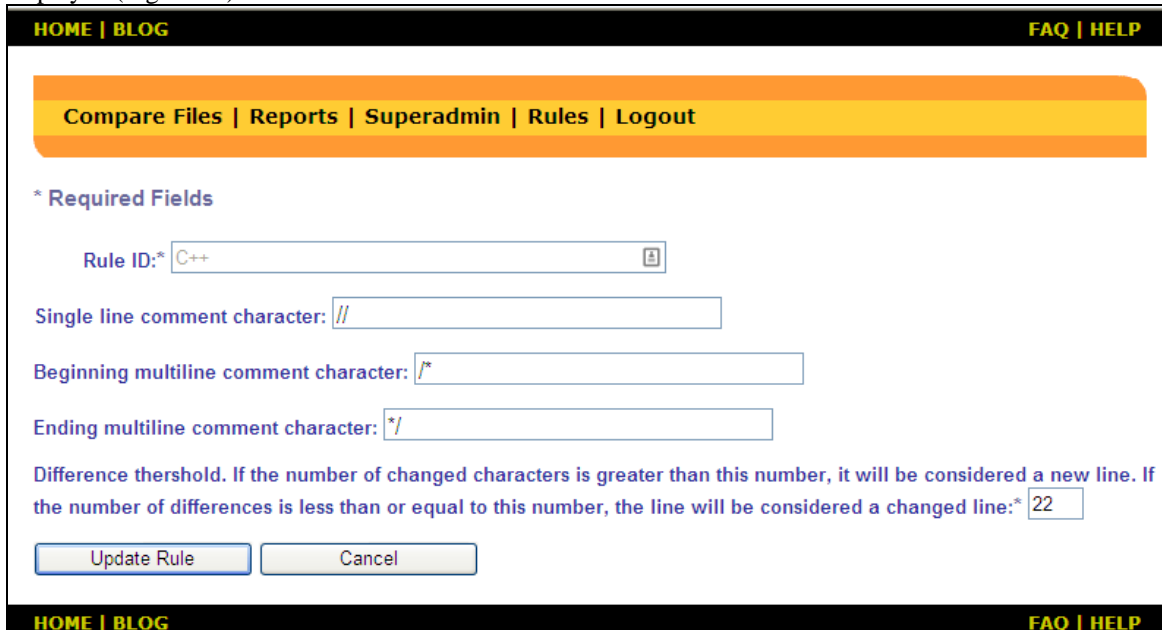 HOME | BLOG FAQ | HELP
Compare Files | Reports | Superadmin | Rules | Logout
* Required Fields
Rule ID:* C++
Single line comment character: //
Beginning multiline comment character: /*
Ending multiline comment character: */
Difference thershold. If the number of changed characters is greater than this number, it will be considered a new line. If
the number of differences is less than or equal to this number, the line will be considered a changed line:* 22
Update Rule Cancel
HOME | BLOG FAQ | HELP